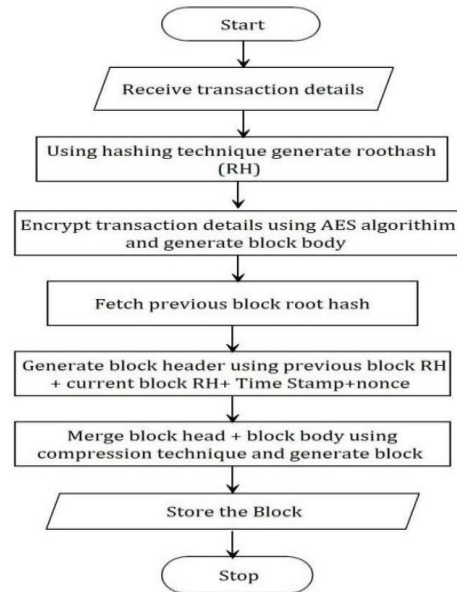 Start
Receive transaction details
Using hashing technique generate roothash
(RH)
Encrypt transaction details using AES algorithim
and generate block body
Fetch previous block root hash
Generate block header using previous block RH
+ current block RH+ Time Stamp+nonce
Merge block head + block body using
compression technique and generate block
Store the Block
Stop